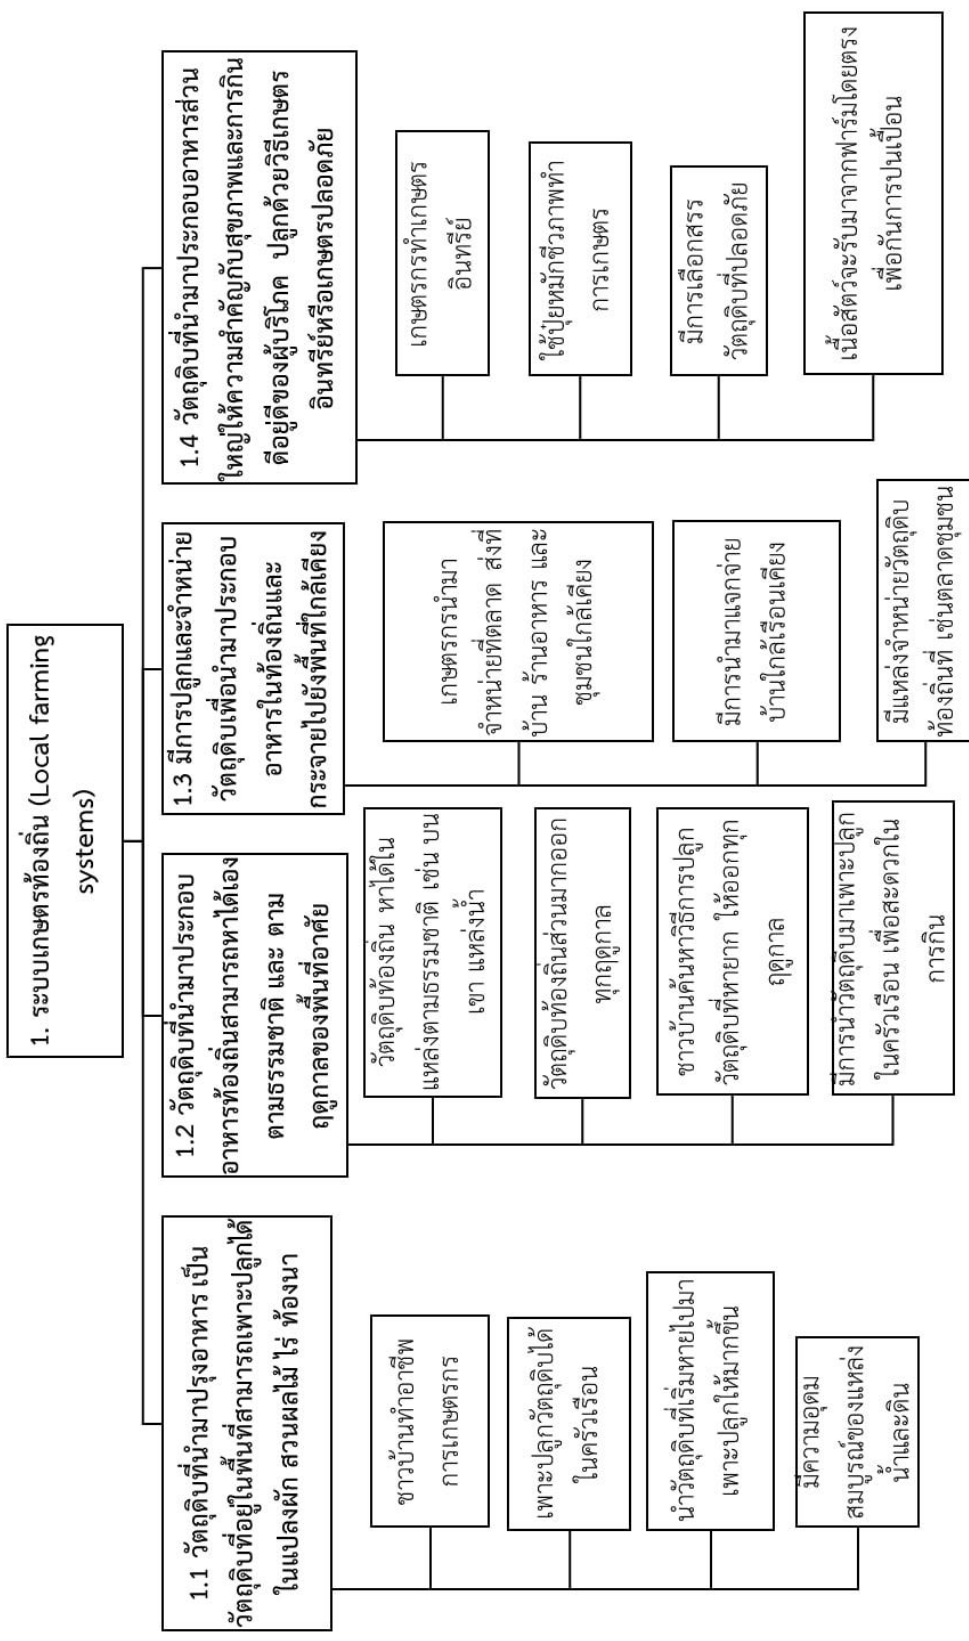 1. ระบบเกษตรท้องถิ่น (Local farming
systems)
1.1 วัตถุดิบที่นำมาปรุงอาหาร เป็น
วัตถุดิบที่อยู่ในพื้นที่สามารถเพาะปลูกได้
ในแปลงผัก สวนผลไม้ ไร่ ท้องนา
ชาวบ้านทำอาชีพ
การเกษตรกร
เพาะปลูกวัตถุดิบได้
ในครัวเรือน
นำวัตถุดิบที่เริ่มหายไปมา
เพาะปลูกให้มากขึ้น
มีความอุดม
สมบูรณ์ของแหล่ง
น้ำและดิน
1.2 วัตถุดิบที่นำมาประกอบ
อาหารท้องถิ่นสามารถหาได้เอง
ตามธรรมชาติ และ ตาม
ฤดูกาลของพื้นที่อาศัย
วัตถุดิบท้องถิ่น หาได้ใน
แหล่งตามธรรมชาติ เช่น บน
เขา แหล่งน้ำ
วัตถุดิบท้องถิ่นส่วนมากออก
ทุกฤดูกาล
ชาวบ้านค้นหาวิธีการปลูก
วัตถุดิบที่หายาก ให้ออกทุก
ฤดูกาล
มีการนำวัตถุดิบมาเพาะปลูก
ในครัวเรือน เพื่อสะดวกใน
การกิน
1.3 มีการปลูกและจำหน่าย
วัตถุดิบเพื่อนำมาประกอบ
อาหารในท้องถิ่นและ
กระจายไปยังพื้นที่ใกล้เคียง
เกษตรกรนำมา
จำหน่ายที่ตลาด ส่งที่
บ้าน ร้านอาหาร และ
ชุมชนใกล้เคียง
มีการนำมาแจกจ่าย
บ้านใกล้เรือนเคียง
มีแหล่งจำหน่ายวัตถุดิบ
ท้องถิ่นที่ เช่นตลาดชุมชน
1.4 วัตถุดิบที่นำมาประกอบอาหารส่วน
ใหญ่ให้ความสำคัญกับสุขภาพและการกิน
ดีอยู่ดีของผู้บริโภค ปลูกด้วยวิธีเกษตร
อินทรีย์หรือเกษตรปลอดภัย
เกษตรกรทำเกษตร
อินทรีย์
ใช้ปุ๋ยหมักชีวภาพทำ
การเกษตร
มีการเลือกสรร
วัตถุดิบที่ปลอดภัย
เนื้อสัตว์จะรับมาจากฟาร์มโดยตรง
เพื่อกันการปนเปื้อน